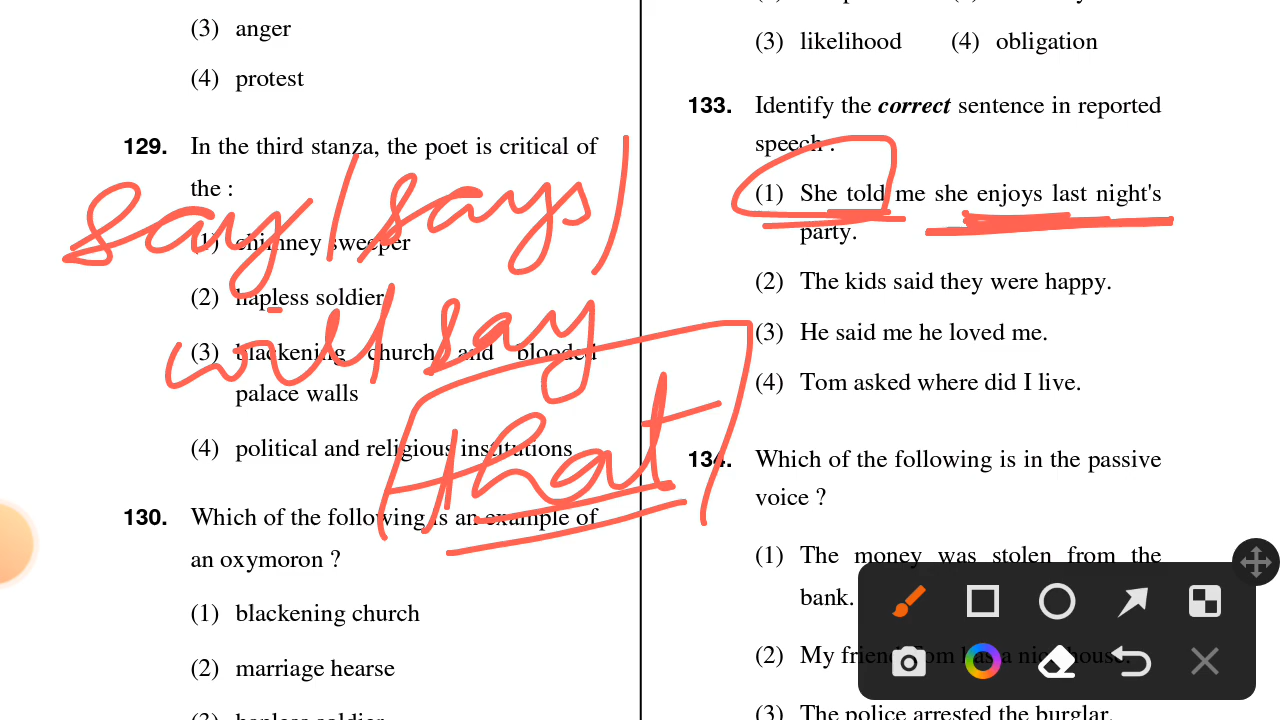 (3) anger
(4) protest
129. In the third stanza, the poet is critical of
the :
(1) chimney sweeper
(2) hapless soldier
(3) blackening church and blooded
palace walls
(4) political and religious institutions
130. Which of the following is an example of
an oxymoron ?
(1) blackening church
(2) marriage hearse
say / says /
will say
that
(3) likelihood (4) obligation
133. Identify the correct sentence in reported
speech :
(1) She told me she enjoys last night's
party.
(2) The kids said they were happy.
(3) He said me he loved me.
(4) Tom asked where did I live.
134. Which of the following is in the passive
voice ?
(1) The money was stolen from the
bank.
(2) My friend Tom has a nice house.
(3) The police arrested the burglar.